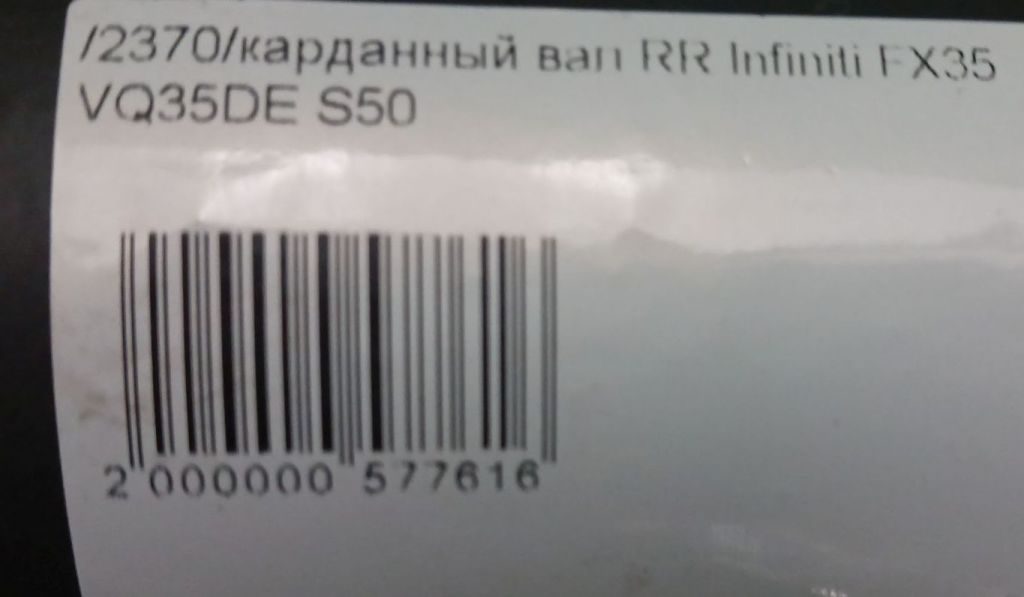 /2370/карданный вал RR Infiniti FX35
VQ35DE S50
2 000000 577616